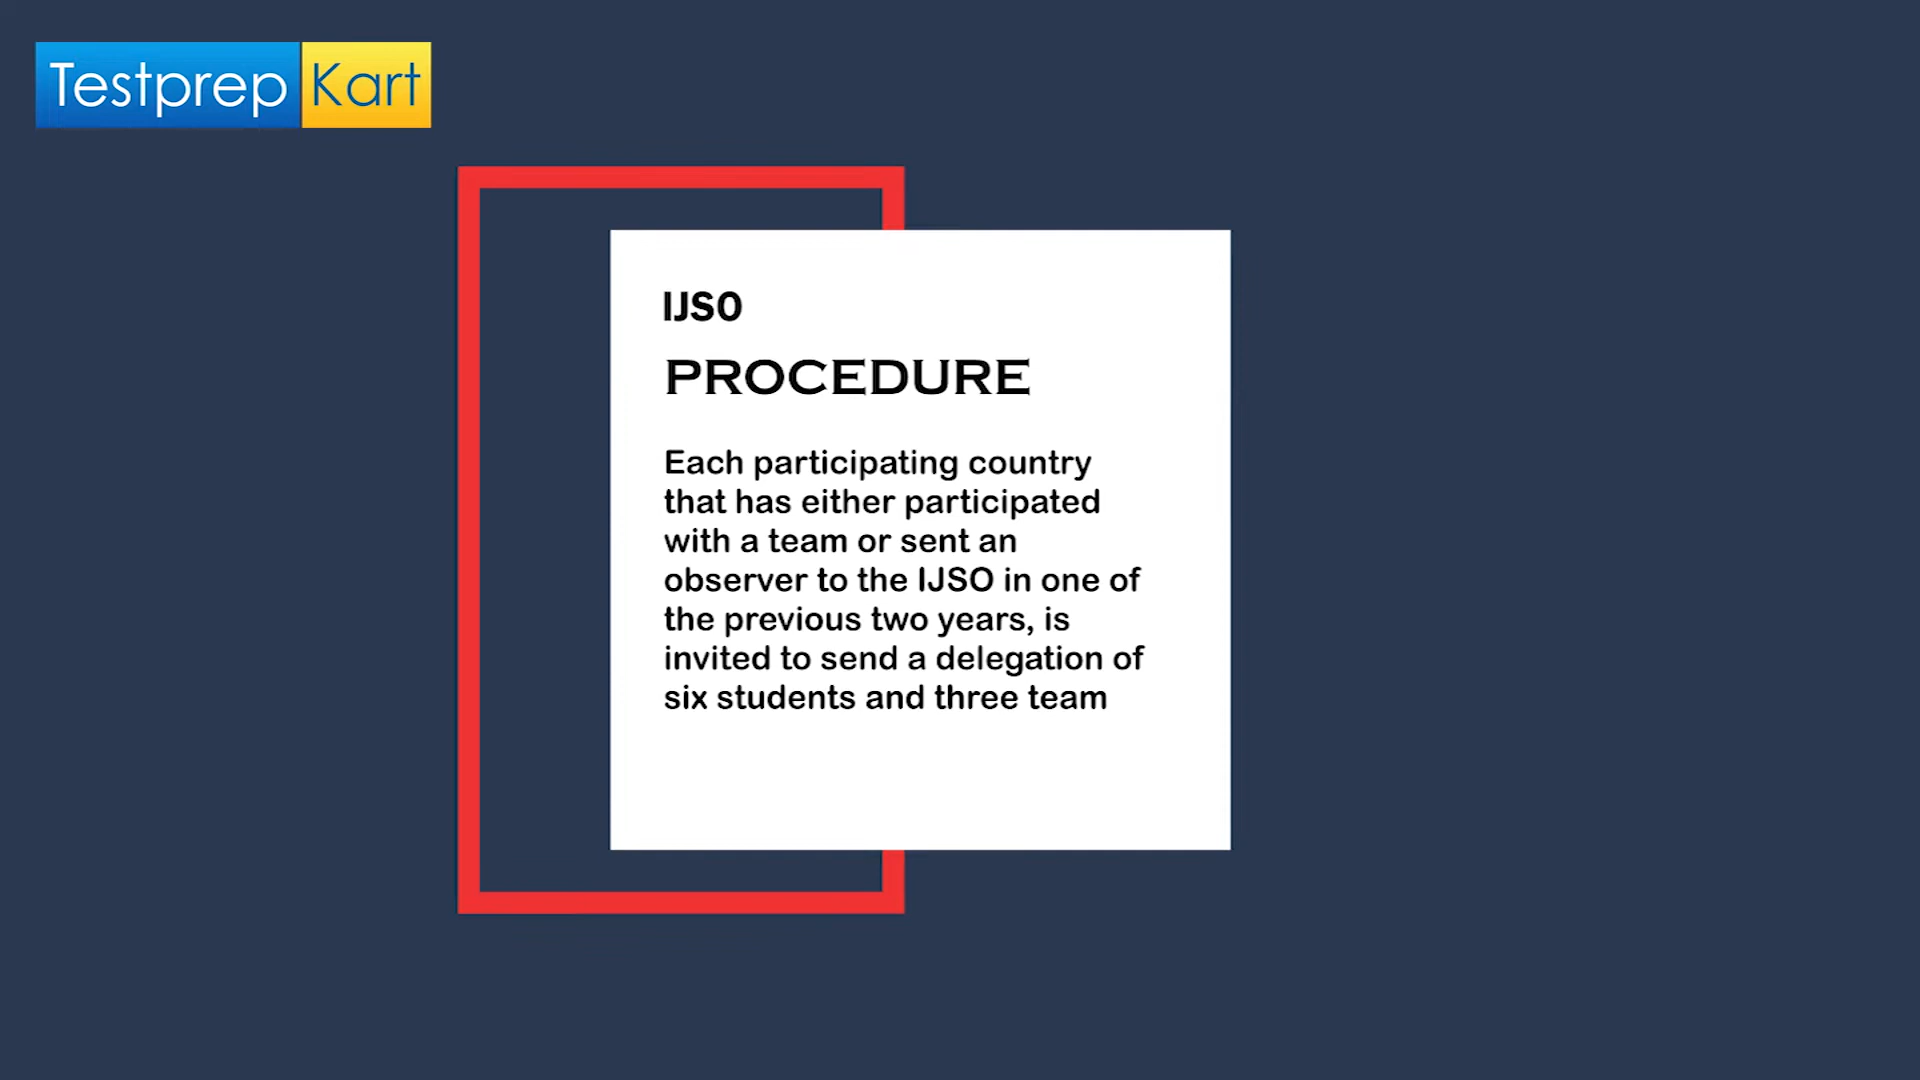 Testprep Kart
IJSO
PROCEDURE
Each participating country
that has either participated
with a team or sent an
observer to the IJSO in one of
the previous two years, is
invited to send a delegation of
six students and three team